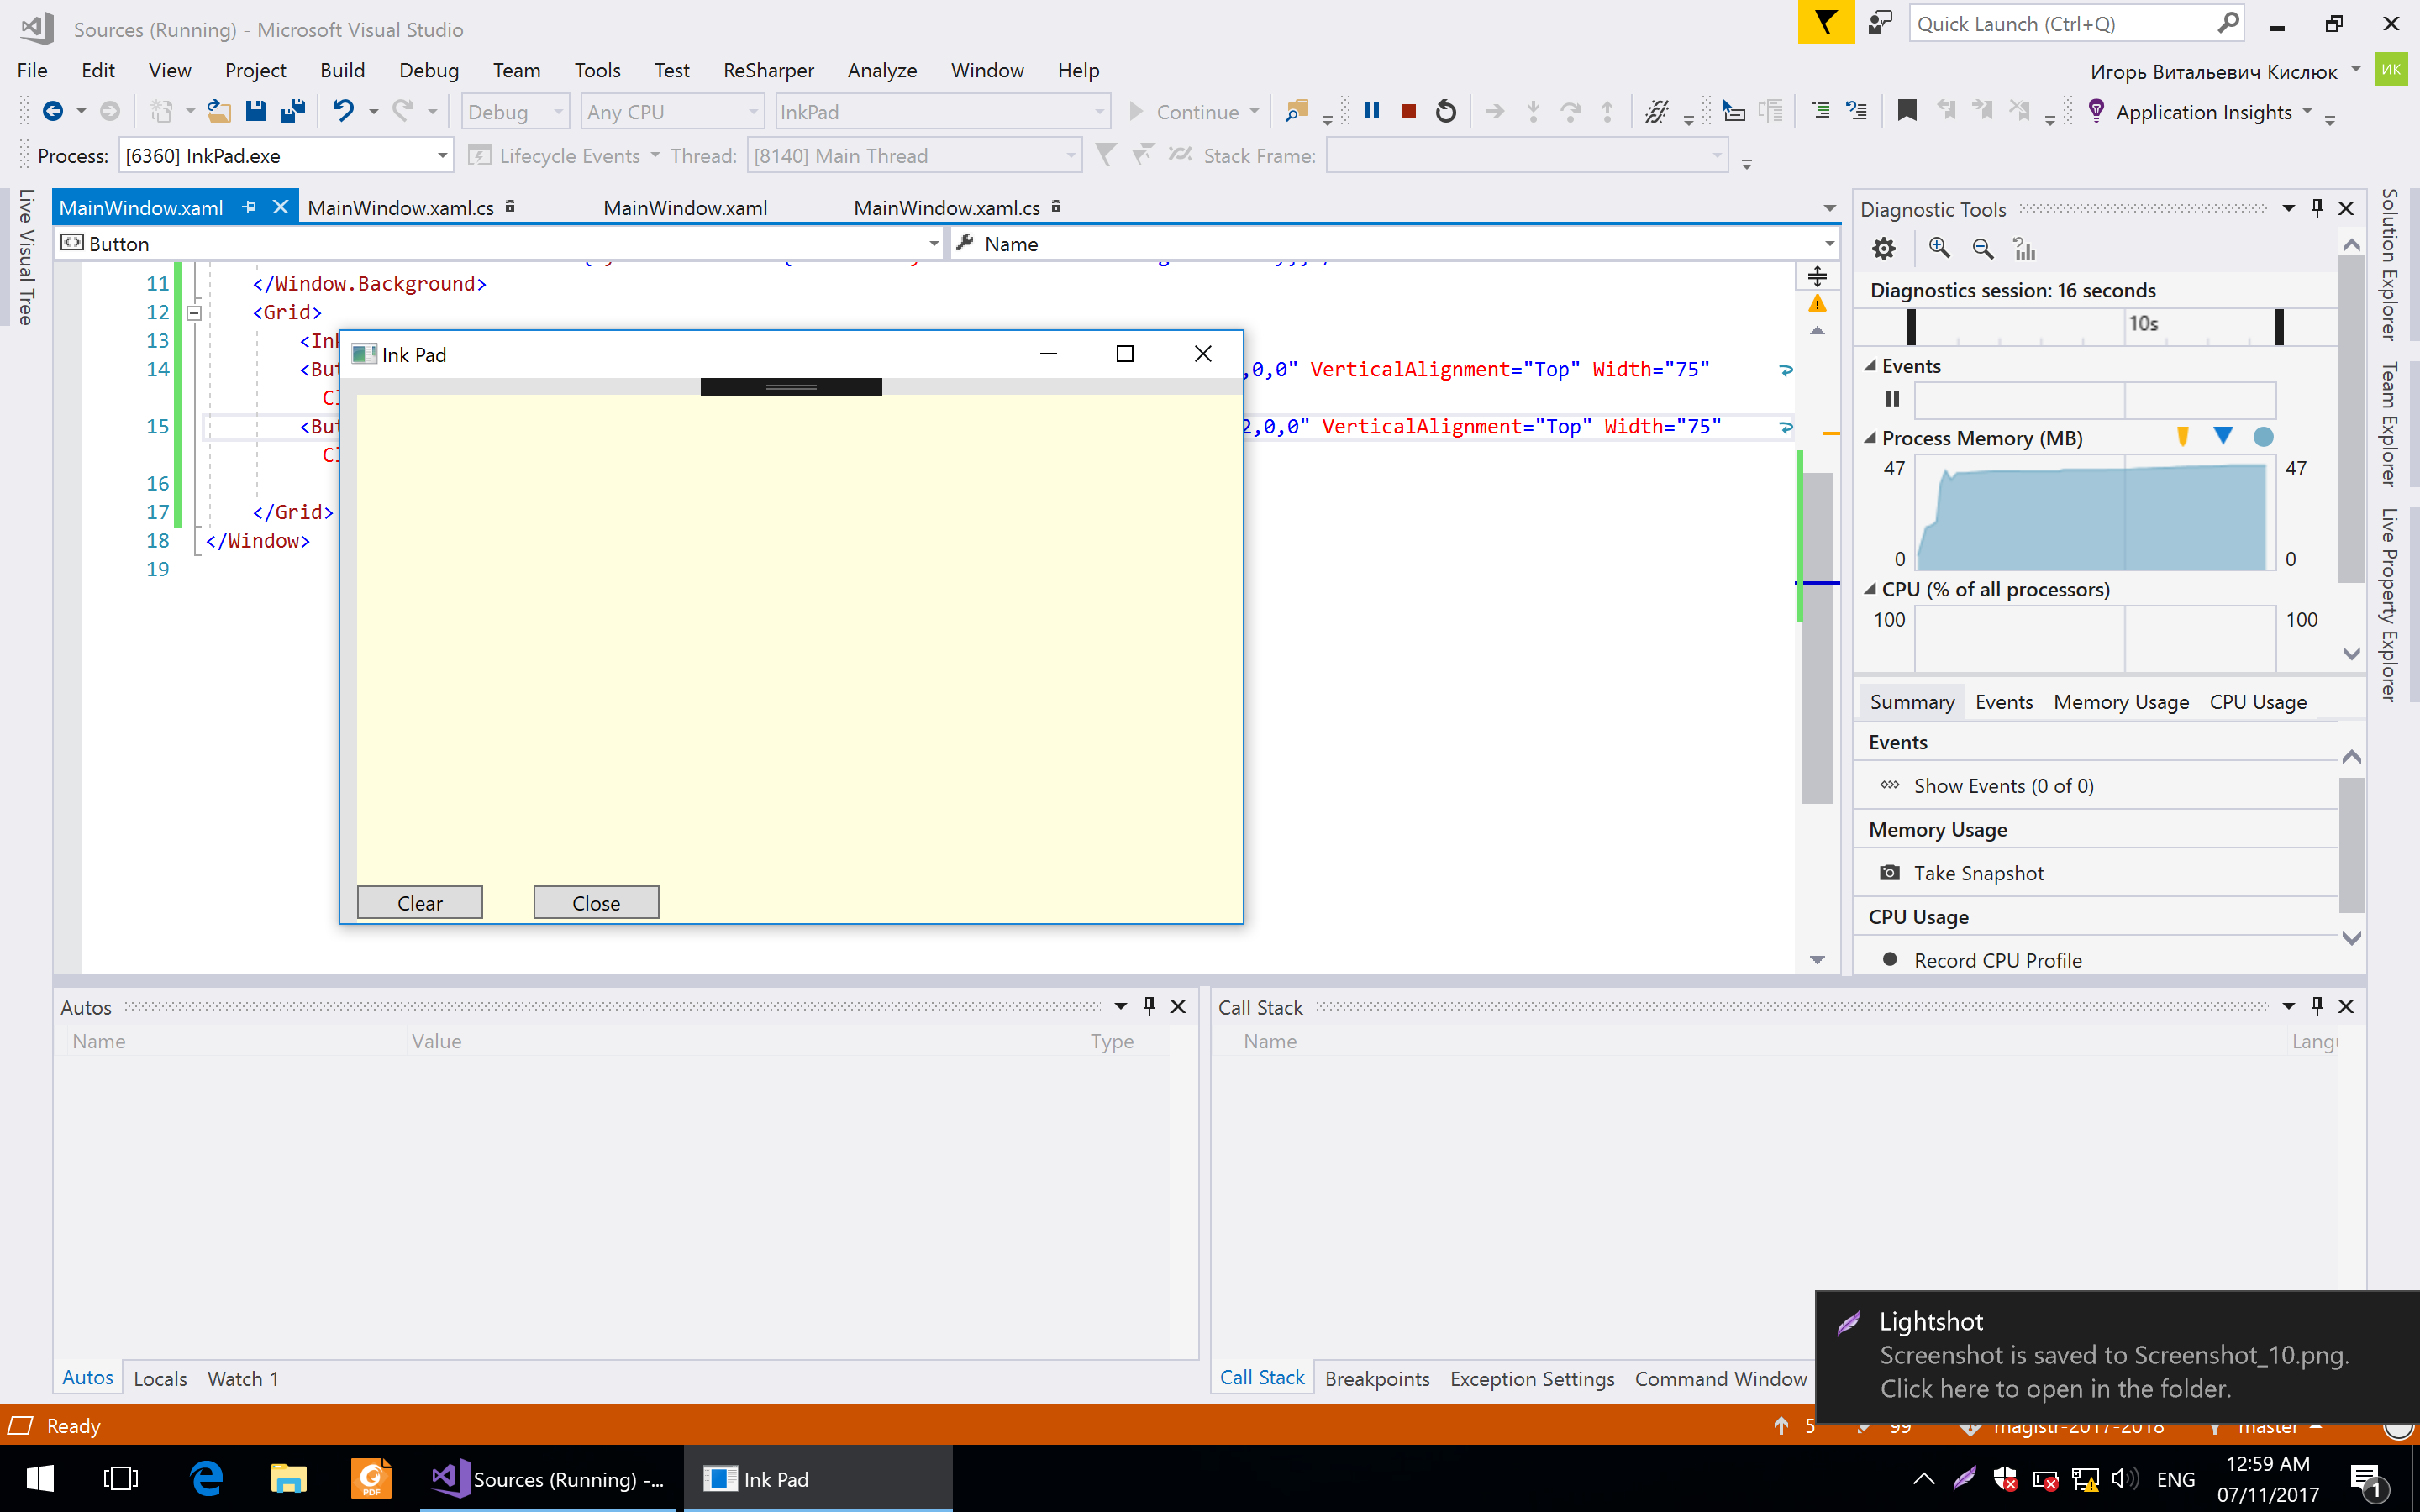 Sources (Running) - Microsoft Visual Studio
Quick Launch (Ctrl+Q)
File Edit View Project Build Debug Team Tools Test ReSharper Analyze Window Help
Игорь Витальевич Кислюк ИК
Debug Any CPU InkPad Continue Application Insights
Process: [6360] InkPad.exe Lifecycle Events Thread: [8140] Main Thread Stack Frame:
Live Visual Tree
MainWindow.xaml MainWindow.xaml.cs MainWindow.xaml MainWindow.xaml.cs
Button Name
11 </Window.Background>
12 <Grid>
13
14 ,0,0" VerticalAlignment="Top" Width="75"
15 2,0,0" VerticalAlignment="Top" Width="75"
16
17 </Grid>
18 </Window>
19
Ink Pad
Clear Close
Diagnostic Tools
Diagnostics session: 16 seconds
10s
Events
Process Memory (MB)
47 47
0 0
CPU (% of all processors)
100 100
Summary Events Memory Usage CPU Usage
Events
Show Events (0 of 0)
Memory Usage
Take Snapshot
CPU Usage
Record CPU Profile
Solution Explorer
Team Explorer
Live Property Explorer
Autos
Name Value Type
Autos Locals Watch 1
Call Stack
Name
Call Stack Breakpoints Exception Settings Command Window
Lightshot
Screenshot is saved to Screenshot_10.png.
Click here to open in the folder.
Ready 5 99 magistr-2017-2018 master
PDF Sources (Running) -... Ink Pad
ENG
12:59 AM
07/11/2017
1